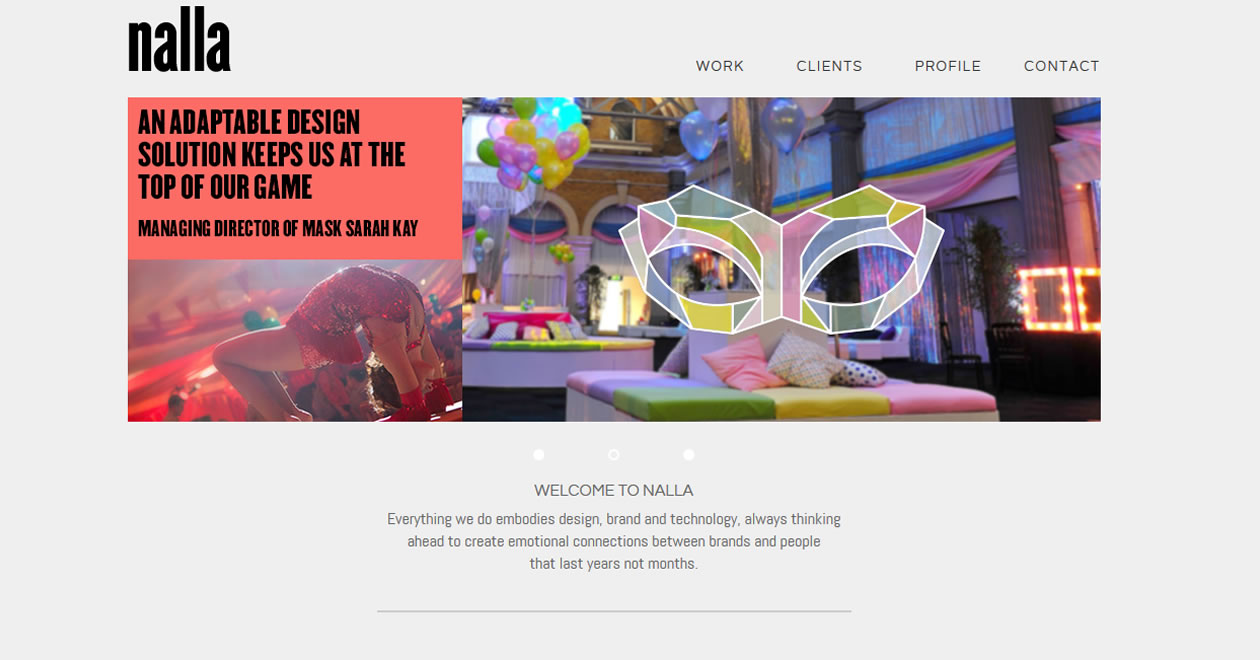 nalla
WORK CLIENTS PROFILE CONTACT
AN ADAPTABLE DESIGN
SOLUTION KEEPS US AT THE
TOP OF OUR GAME
MANAGING DIRECTOR OF MASK SARAH KAY
WELCOME TO NALLA
Everything we do embodies design, brand and technology, always thinking
ahead to create emotional connections between brands and people
that last years not months.